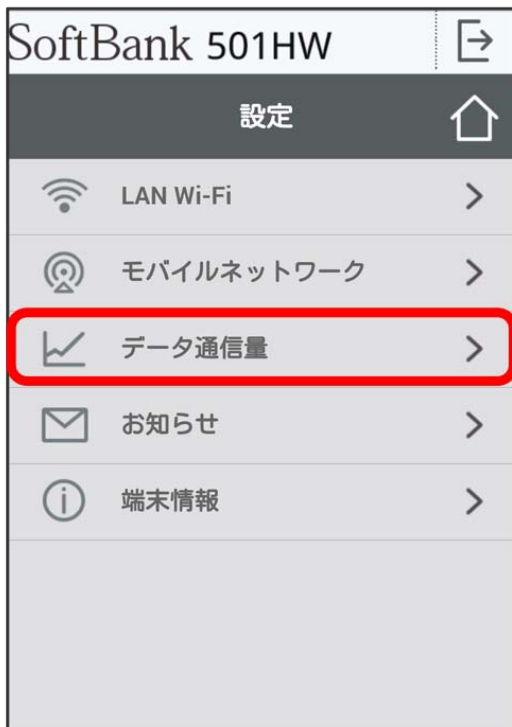 SoftBank 501HW
設定
LAN Wi-Fi
モバイルネットワーク
データ通信量
お知らせ
端末情報